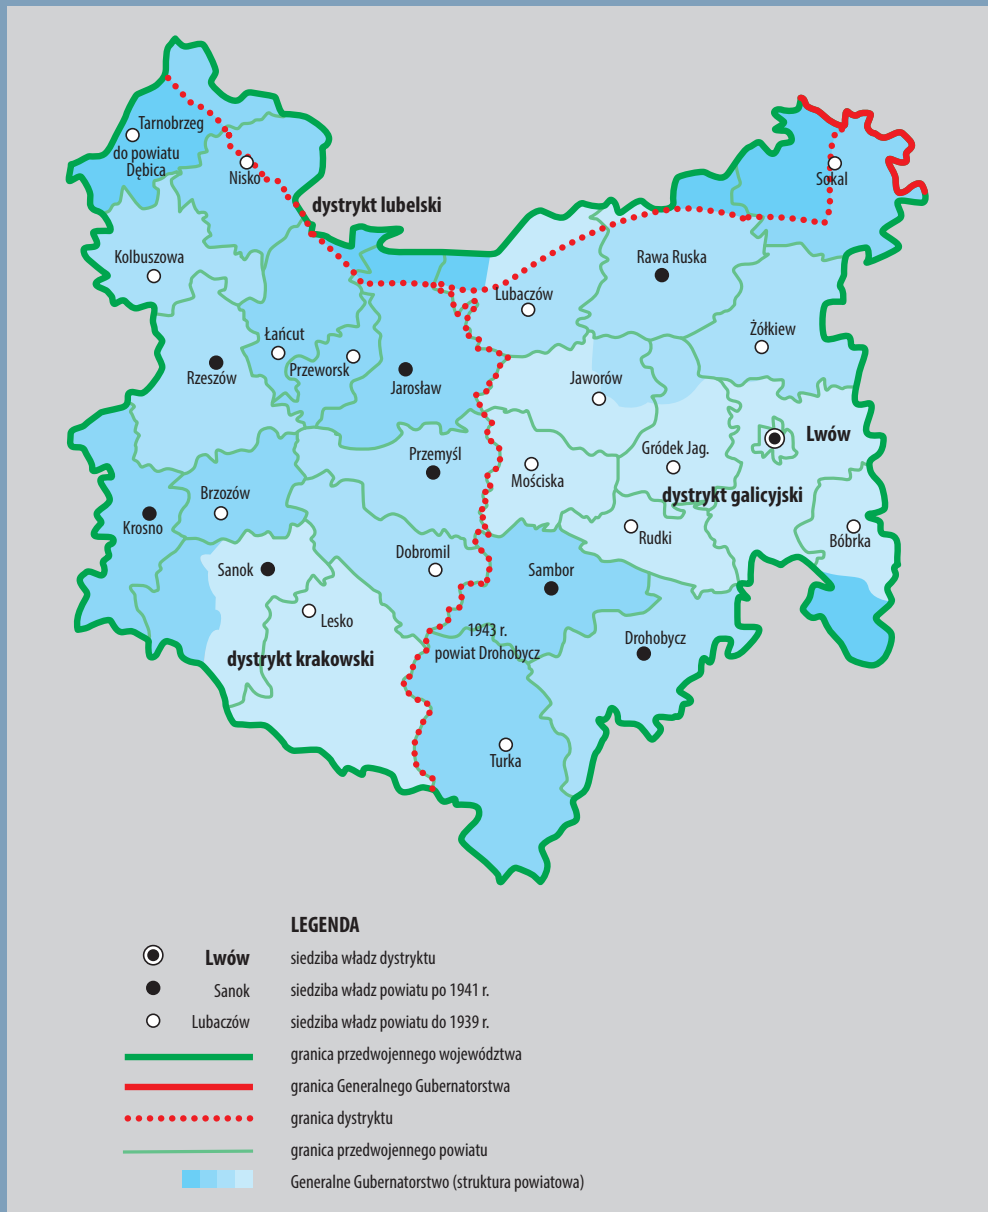 Tarnobrzeg
do powiatu
Dębica
Nisko
Sokal
dystrykt lubelski
Kolbuszowa
Rawa Ruska
Lubaczów
Łańcut
Żółkiew
Przeworsk
Rzeszów
Jarosław
Jaworów
Lwów
Gródek Jag.
Przemyśl
Mościska
dystrykt galicyjski
Brzozów
Krosno
Rudki
Bóbrka
Dobromil
Sanok
Sambor
Lesko
1943 r.
powiat Drohobycz
Drohobycz
dystrykt krakowski
Turka
LEGENDA
Lwów siedziba władz dystryktu
Sanok siedziba władz powiatu po 1941 r.
Lubaczów siedziba władz powiatu do 1939 r.
granica przedwojennego województwa
granica Generalnego Gubernatorstwa
granica dystryktu
granica przedwojennego powiatu
Generalne Gubernatorstwo (struktura powiatowa)